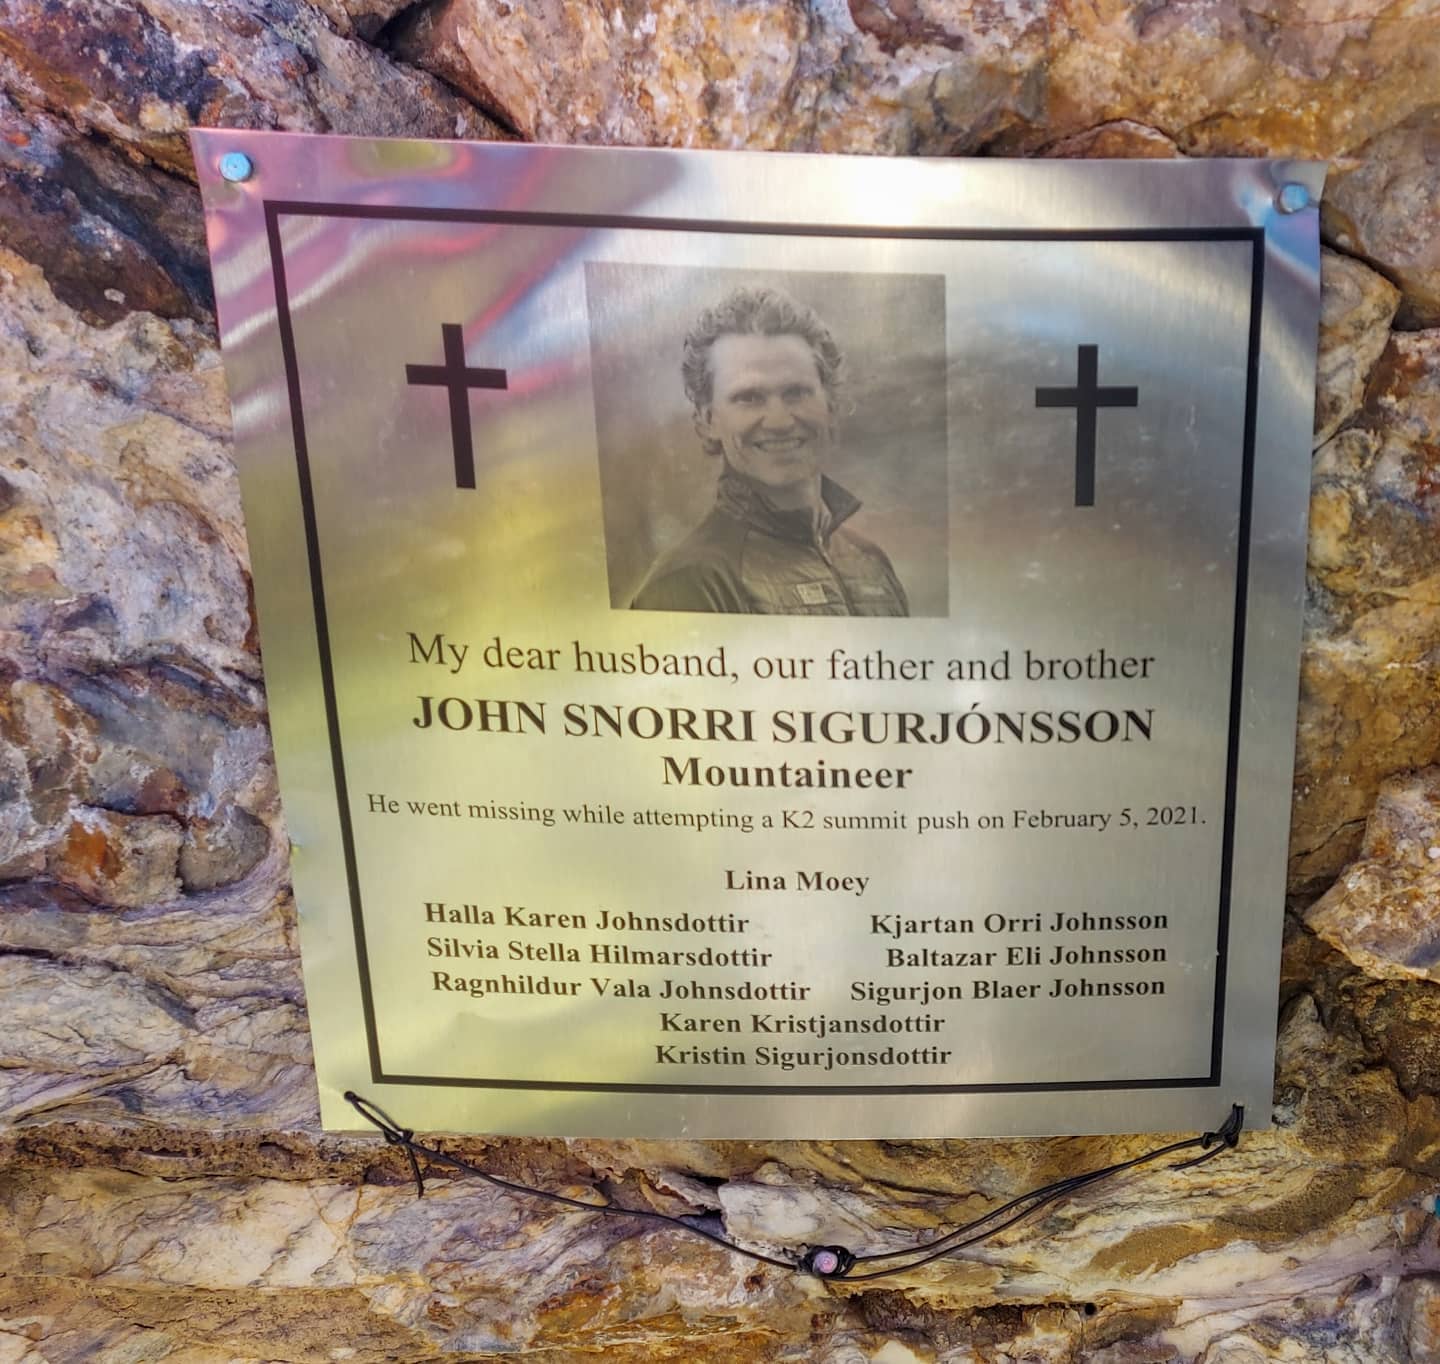 My dear husband, our father and brother
JOHN SNORRI SIGURJÓNSSON
Mountaineer
He went missing while attempting a K2 summit push on February 5, 2021.
Lina Moey
Halla Karen Johnsdottir Kjartan Orri Johnsson
Silvia Stella Hilmarsdottir Baltazar Eli Johnsson
Ragnhildur Vala Johnsdottir Sigurjon Blaer Johnsson
Karen Kristjansdottir
Kristin Sigurjonsdottir